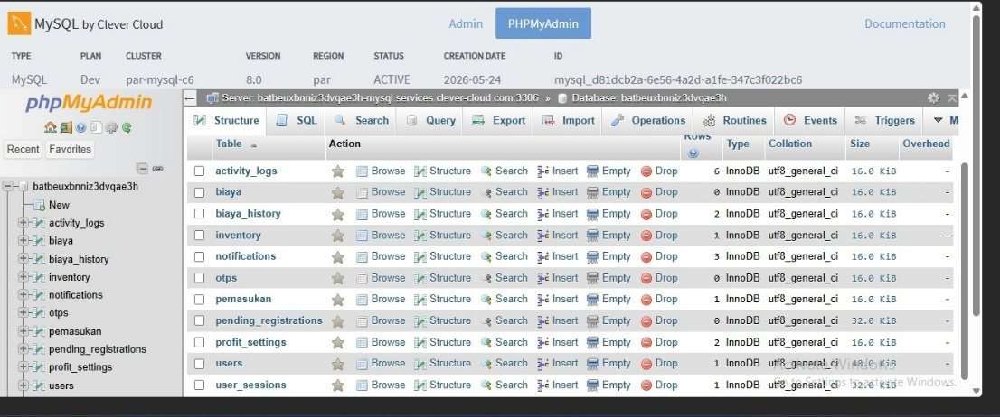 MySQL by Clever Cloud Admin PHPMyAdmin Documentation
TYPE PLAN CLUSTER VERSION REGION STATUS CREATION DATE ID
MySQL Dev par-mysql-c6 8.0 par ACTIVE 2026-05-24 mysql_d81dcb2a-6e56-4a2d-a1fe-347c3f022bc6
phpMyAdmin
Recent Favorites
batbeuxbnniz3dvqae3h
New
activity_logs
biaya
biaya_history
inventory
notifications
otps
pemasukan
pending_registrations
profit_settings
users
Server: batbeuxbnniz3dvqae3h-mysql.services.clever-cloud.com:3306 » Database: batbeuxbnniz3dvqae3h
Structure SQL Search Query Export Import Operations Routines Events Triggers M
Table Action Rows Type Collation Size Overhead
activity_logs Browse Structure Search Insert Empty Drop 6 InnoDB utf8_general_ci 16.0 KiB -
biaya Browse Structure Search Insert Empty Drop 0 InnoDB utf8_general_ci 16.0 KiB -
biaya_history Browse Structure Search Insert Empty Drop 2 InnoDB utf8_general_ci 16.0 KiB -
inventory Browse Structure Search Insert Empty Drop 1 InnoDB utf8_general_ci 16.0 KiB -
notifications Browse Structure Search Insert Empty Drop 3 InnoDB utf8_general_ci 16.0 KiB -
otps Browse Structure Search Insert Empty Drop 0 InnoDB utf8_general_ci 16.0 KiB -
pemasukan Browse Structure Search Insert Empty Drop 1 InnoDB utf8_general_ci 16.0 KiB -
pending_registrations Browse Structure Search Insert Empty Drop 0 InnoDB utf8_general_ci 32.0 KiB -
profit_settings Browse Structure Search Insert Empty Drop 2 InnoDB utf8_general_ci 16.0 KiB -
users Browse Structure Search Insert Empty Drop 1 InnoDB utf8_general_ci 48.0 KiB -
user_sessions Browse Structure Search Insert Empty Drop 1 InnoDB utf8_general_ci 32.0 KiB -
Activate Windows
Go to Settings to activate Windows.